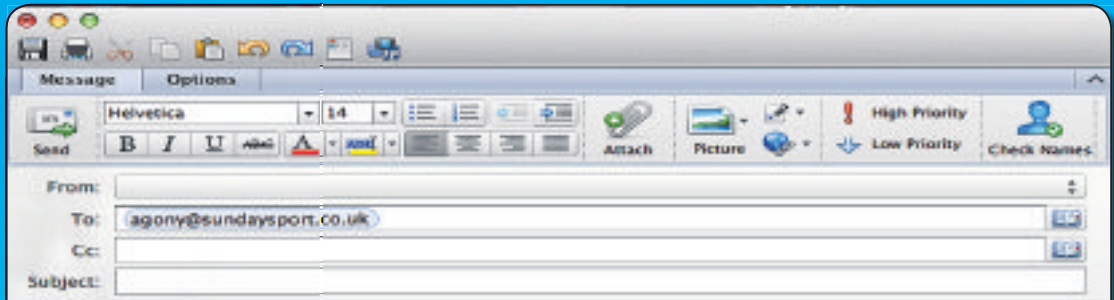 Message Options
Helvetica 14
High Priority
Send B I U ABC A Attach Picture Low Priority Check Names
From:
To: agony@sundaysport.co.uk
Cc:
Subject: